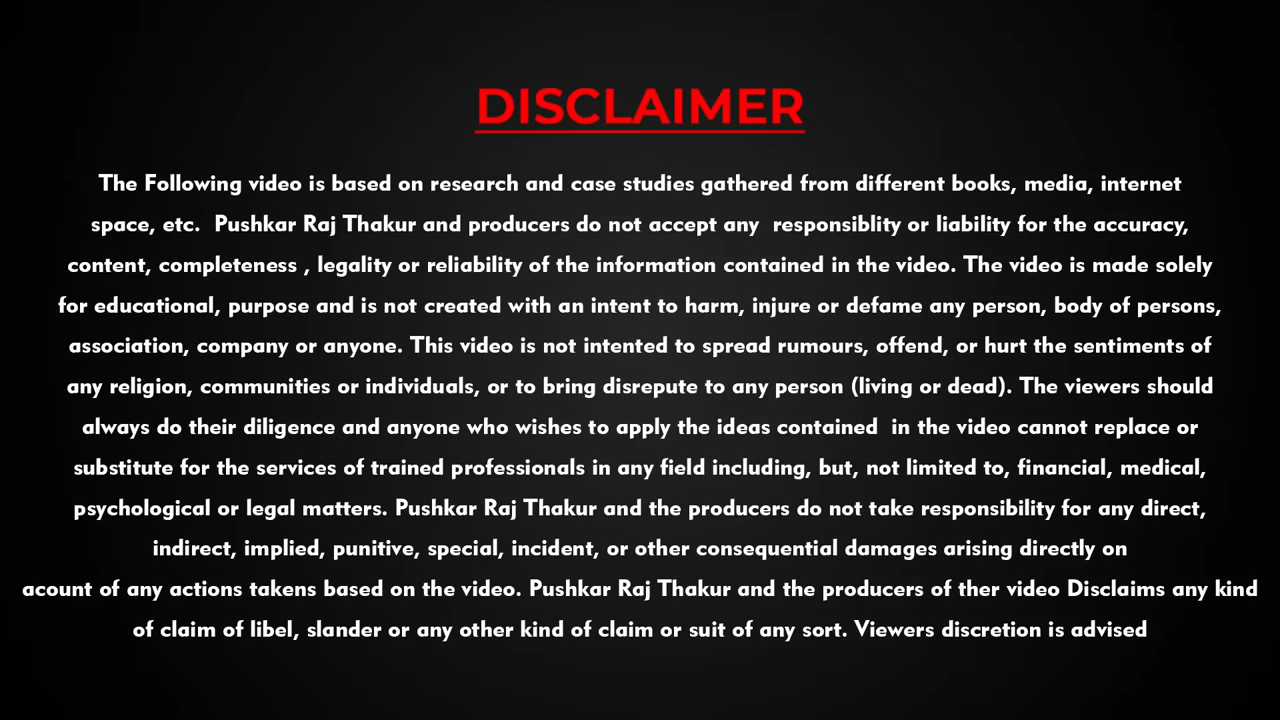 DISCLAIMER
The Following video is based on research and case studies gathered from different books, media, internet
space, etc.  Pushkar Raj Thakur and producers do not accept any  responsiblity or liability for the accuracy,
content, completeness , legality or reliability of the information contained in the video. The video is made solely
for educational, purpose and is not created with an intent to harm, injure or defame any person, body of persons,
association, company or anyone. This video is not intented to spread rumours, offend, or hurt the sentiments of
any religion, communities or individuals, or to bring disrepute to any person (living or dead). The viewers should
always do their diligence and anyone who wishes to apply the ideas contained  in the video cannot replace or
substitute for the services of trained professionals in any field including, but, not limited to, financial, medical,
psychological or legal matters. Pushkar Raj Thakur and the producers do not take responsibility for any direct,
indirect, implied, punitive, special, incident, or other consequential damages arising directly on
acount of any actions takens based on the video. Pushkar Raj Thakur and the producers of ther video Disclaims any kind
of claim of libel, slander or any other kind of claim or suit of any sort. Viewers discretion is advised